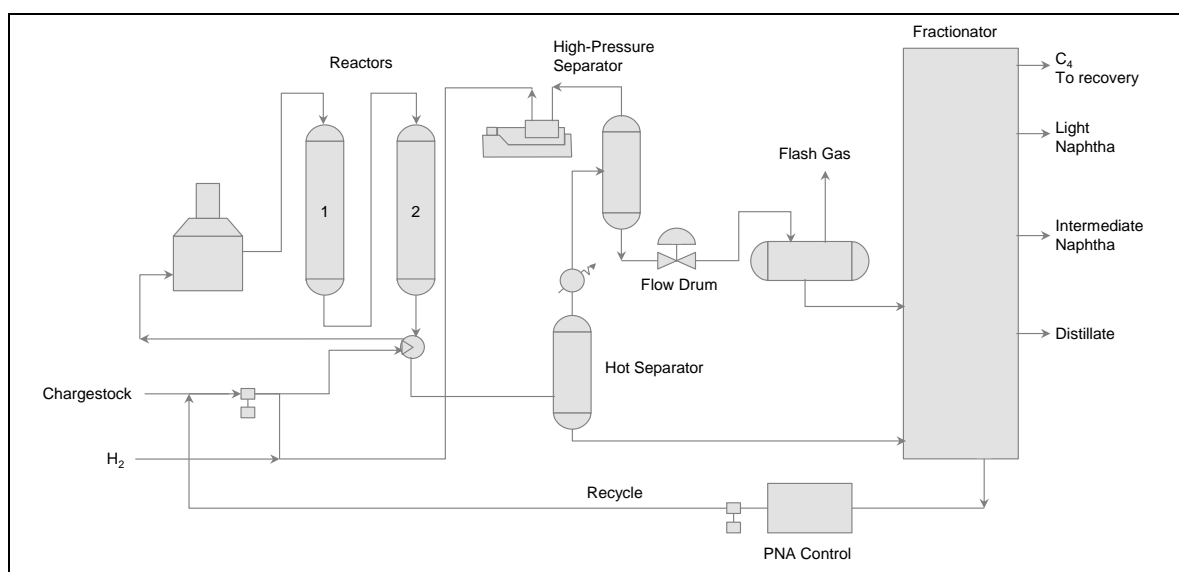 Fractionator
High-Pressure
Separator
Reactors
C₄
To recovery
Light
Naphtha
Flash Gas
1
2
Intermediate
Naphtha
Flow Drum
Distillate
Hot Separator
Chargestock
H₂
Recycle
PNA Control